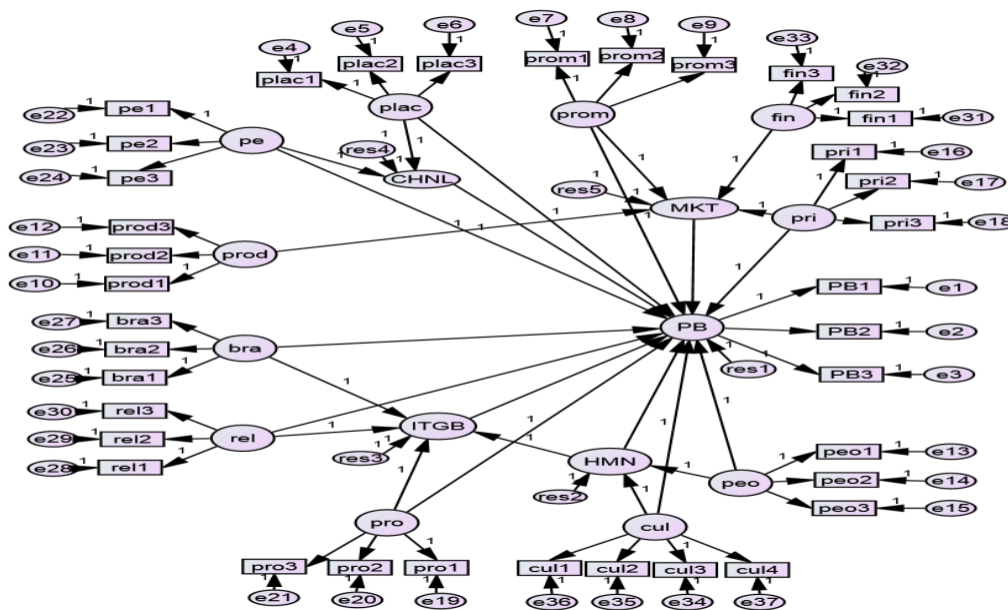 e7 e8 e9
e4 e5 e6 e33
prom1 prom2 prom3 e32
plac1 plac2 plac3 fin3 fin2
e22 pe1 plac prom fin fin1 e31
e23 pe2 pe res4 pri1 e16
e24 pe3 CHNL res5 pri2 e17
e12 prod3 MKT pri pri3 e18
e11 prod2 prod
e10 prod1 PB1 e1
e27 bra3 PB PB2 e2
e26 bra2 bra
e25 bra1 res1 PB3 e3
e30 rel3 ITGB
e29 rel2 rel peo1 e13
e28 rel1 res3 HMN peo peo2 e14
res2 peo3 e15
pro cul
pro3 pro2 pro1 cul1 cul2 cul3 cul4
e21 e20 e19 e36 e35 e34 e37